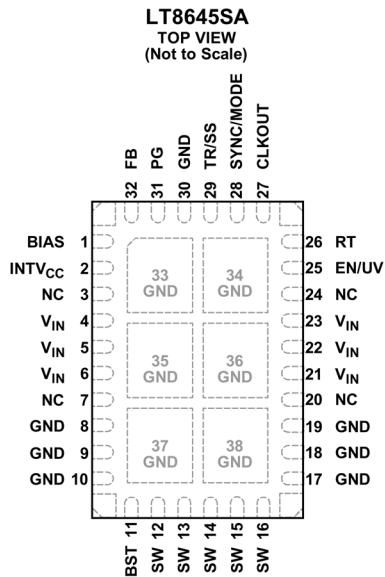 LT8645SA
TOP VIEW
(Not to Scale)
32 FB
31 PG
30 GND
29 TR/SS
28 SYNC/MODE
27 CLKOUT
BIAS 1
INTVCC 2
NC 3
VIN 4
VIN 5
VIN 6
NC 7
GND 8
GND 9
GND 10
33
GND
34
GND
35
GND
36
GND
37
GND
38
GND
26 RT
25 EN/UV
24 NC
23 VIN
22 VIN
21 VIN
20 NC
19 GND
18 GND
17 GND
BST 11
SW 12
SW 13
SW 14
SW 15
SW 16